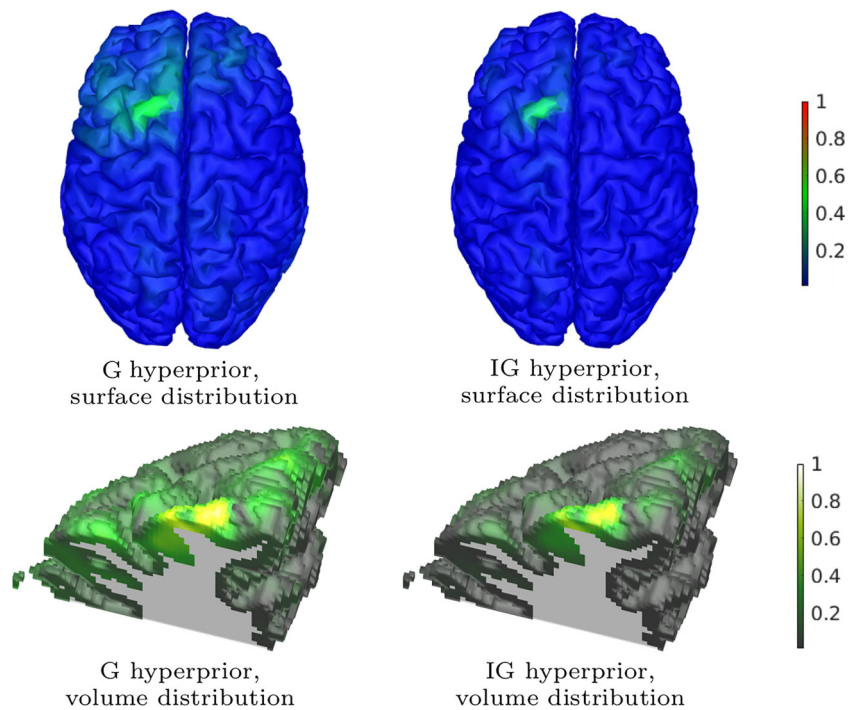 1
0.8
0.6
0.4
0.2
G hyperprior,
surface distribution
IG hyperprior,
surface distribution
1
0.8
0.6
0.4
0.2
G hyperprior,
volume distribution
IG hyperprior,
volume distribution